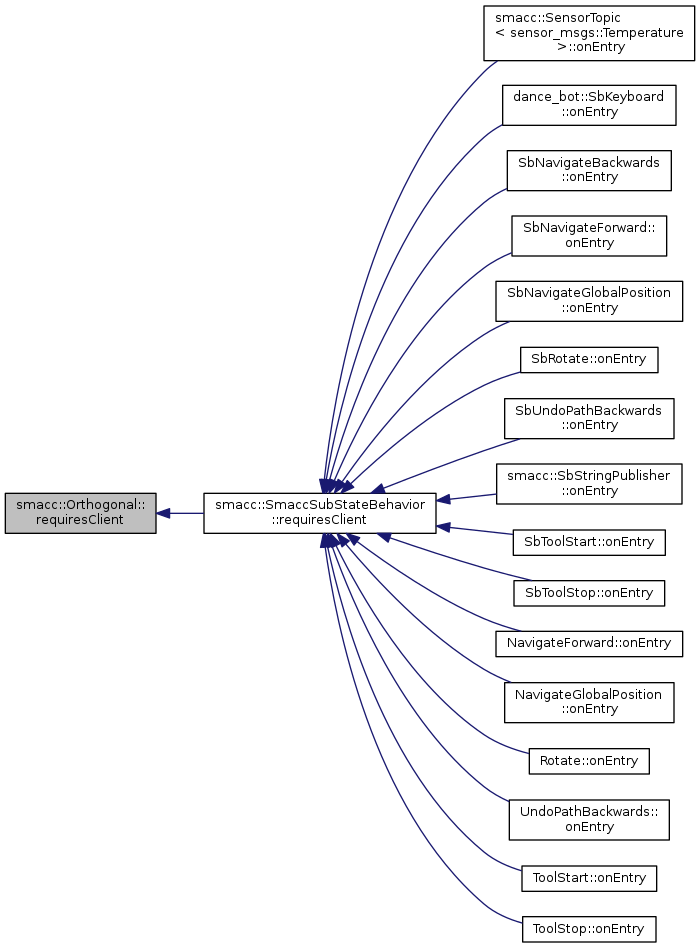 smacc::Orthogonal::
requiresClient
smacc::SmaccSubStateBehavior
::requiresClient
smacc::SensorTopic
< sensor_msgs::Temperature
>::onEntry
dance_bot::SbKeyboard
::onEntry
SbNavigateBackwards
::onEntry
SbNavigateForward::
onEntry
SbNavigateGlobalPosition
::onEntry
SbRotate::onEntry
SbUndoPathBackwards
::onEntry
smacc::SbStringPublisher
::onEntry
SbToolStart::onEntry
SbToolStop::onEntry
NavigateForward::onEntry
NavigateGlobalPosition
::onEntry
Rotate::onEntry
UndoPathBackwards::
onEntry
ToolStart::onEntry
ToolStop::onEntry